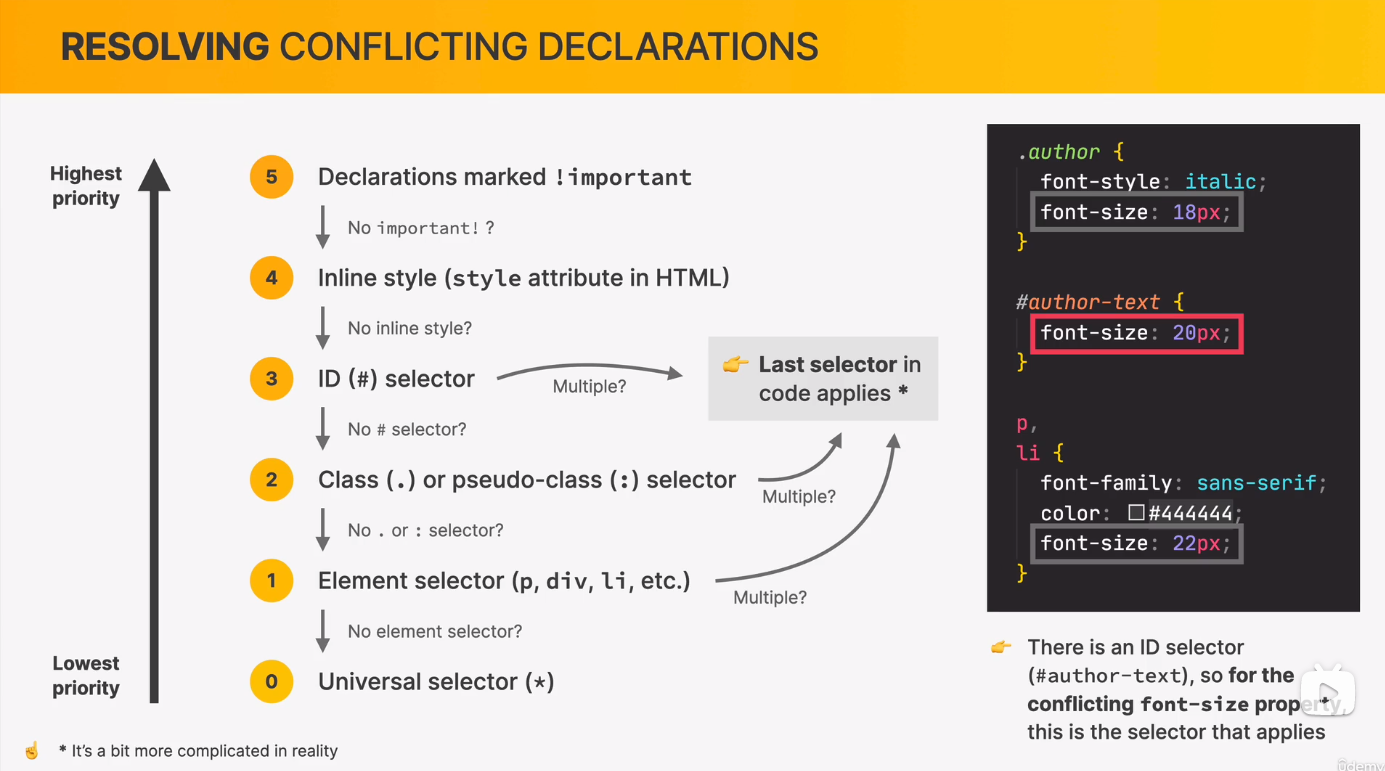 RESOLVING CONFLICTING DECLARATIONS
Highest
priority
5 Declarations marked !important
No important! ?
4 Inline style (style attribute in HTML)
No inline style?
3 ID (#) selector
Multiple?
👉 Last selector in
code applies *
No # selector?
2 Class (.) or pseudo-class (:) selector
Multiple?
No . or : selector?
1 Element selector (p, div, li, etc.)
Multiple?
No element selector?
Lowest
priority
0 Universal selector (*)
☝️ * It's a bit more complicated in reality
.author {
font-style: italic;
font-size: 18px;
}
#author-text {
font-size: 20px;
}
p,
li {
font-family: sans-serif;
color: #444444;
font-size: 22px;
}
👉 There is an ID selector
(#author-text), so for the
conflicting font-size property,
this is the selector that applies
ûdemy